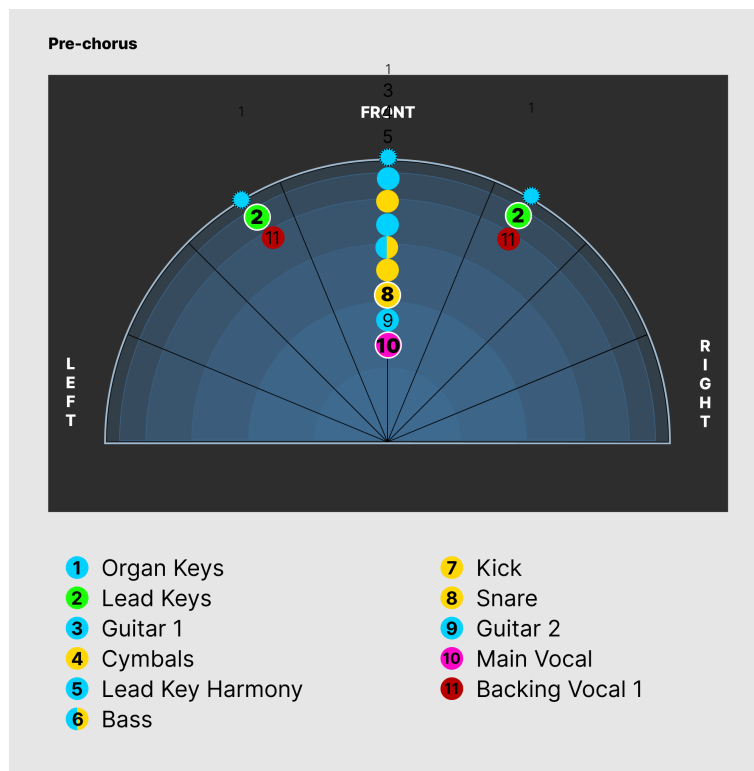 Pre-chorus
1
3
1 FRONT 1
5
2 2
11 11
8
9
10
LEFT
RIGHT
1 Organ Keys
2 Lead Keys
3 Guitar 1
4 Cymbals
5 Lead Key Harmony
6 Bass
7 Kick
8 Snare
9 Guitar 2
10 Main Vocal
11 Backing Vocal 1